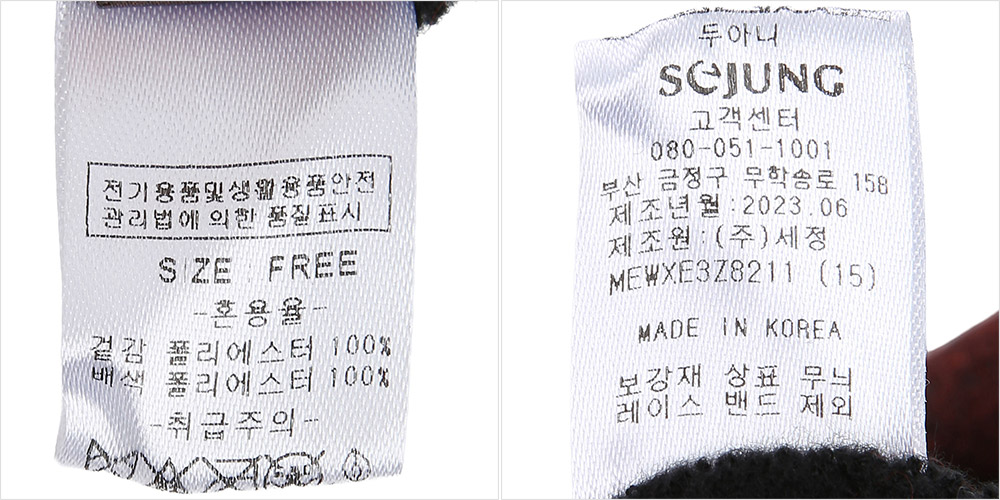 전기용품및생활용품안전
관리법에 의한 품질표시
SIZE : FREE
-혼용율-
겉감 폴리에스터 100%
배색 폴리에스터 100%
-취급주의-
두아니
SEJUNG
고객센터
080-051-1001
부산 금정구 무학송로 158
제조년월:2023.06
제조원:(주)세정
MEWXE3Z8211 (15)
MADE IN KOREA
보강재 상표 무늬
레이스 밴드 제외